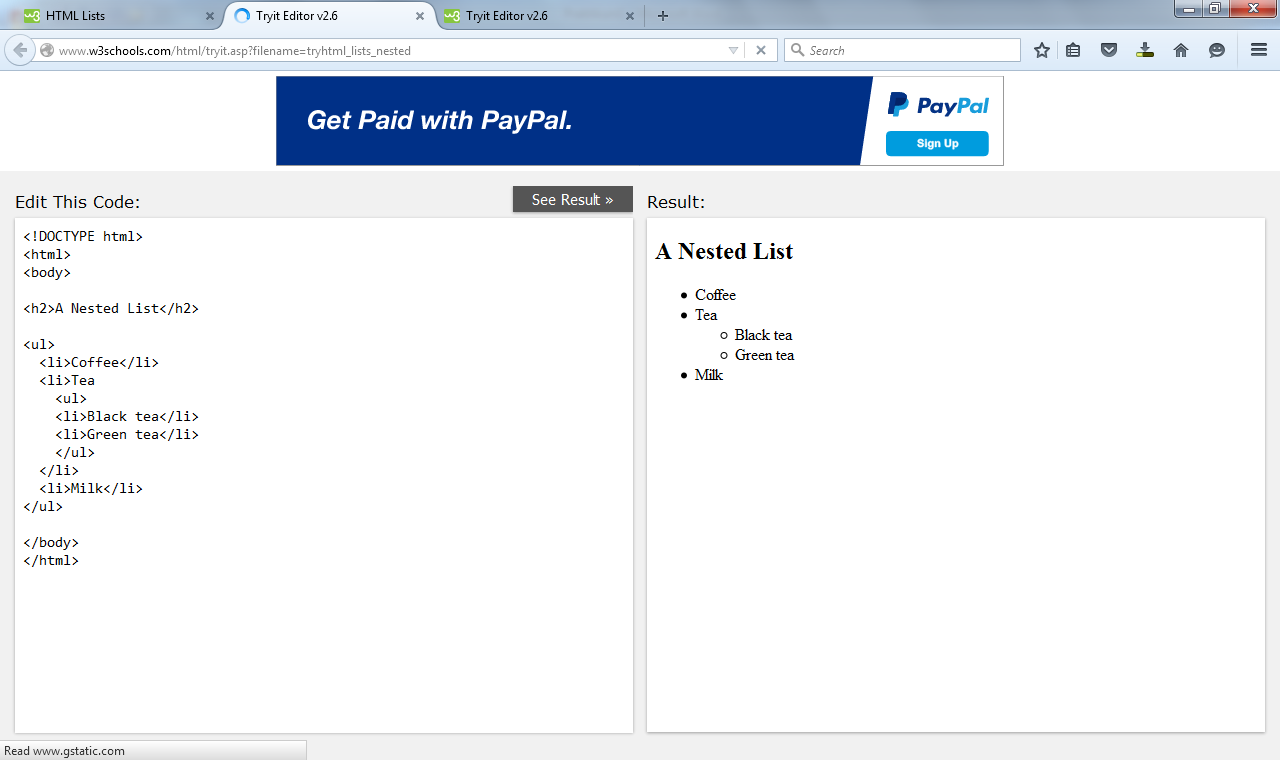 HTML Lists
Tryit Editor v2.6
Tryit Editor v2.6
www.w3schools.com/html/tryit.asp?filename=tryhtml_lists_nested
Search
Get Paid with PayPal.
PayPal
Sign Up
Edit This Code:
See Result »
<!DOCTYPE html>
<html>
<body>
<h2>A Nested List</h2>
<ul>
  <li>Coffee</li>
  <li>Tea
    <ul>
    <li>Black tea</li>
    <li>Green tea</li>
    </ul>
  </li>
  <li>Milk</li>
</ul>
</body>
</html>
Result:
A Nested List
Coffee
Tea
Black tea
Green tea
Milk
Read www.gstatic.com